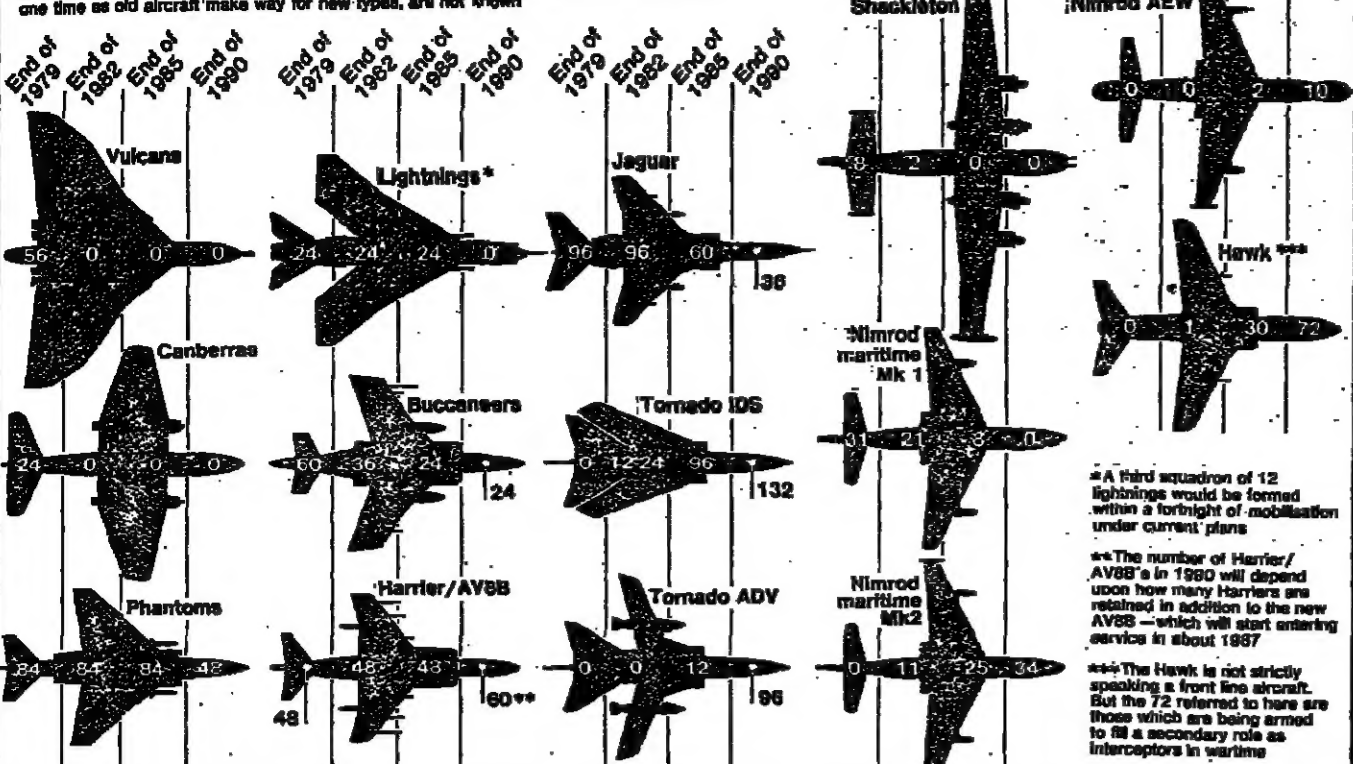 one time as old aircraft make way for new types, are not known
End of 1979
End of 1982
End of 1985
End of 1990
End of 1979
End of 1982
End of 1985
End of 1990
End of 1979
End of 1982
End of 1985
End of 1990
Vulcans
56 0 0 0
Canberras
24 0 0 0
Phantoms
84 84 84 48
Lightnings*
24 24 24 0
Buccaneers
60 36 24
24
Harrier/AV8B
48 48
48
60**
Jaguar
96 96 60
36
Tornado IDS
0 12-24 96
132
Tornado ADV
0 0 12
96
Shackleton
8 2 0 0
Nimrod
maritime
Mk 1
31 21 3 0
Nimrod
maritime
Mk2
0 11 25 34
Nimrod AEW
0 0 2 10
Hawk ***
0 1 30 72
*A third squadron of 12
lightnings would be formed
within a fortnight of mobilisation
under current plans
**The number of Harrier/
AV8B's in 1990 will depend
upon how many Harriers are
retained in addition to the new
AV8B — which will start entering
service in about 1987
***The Hawk is not strictly
speaking a front line aircraft.
But the 72 referred to here are
those which are being armed
to fill a secondary role as
interceptors in wartime